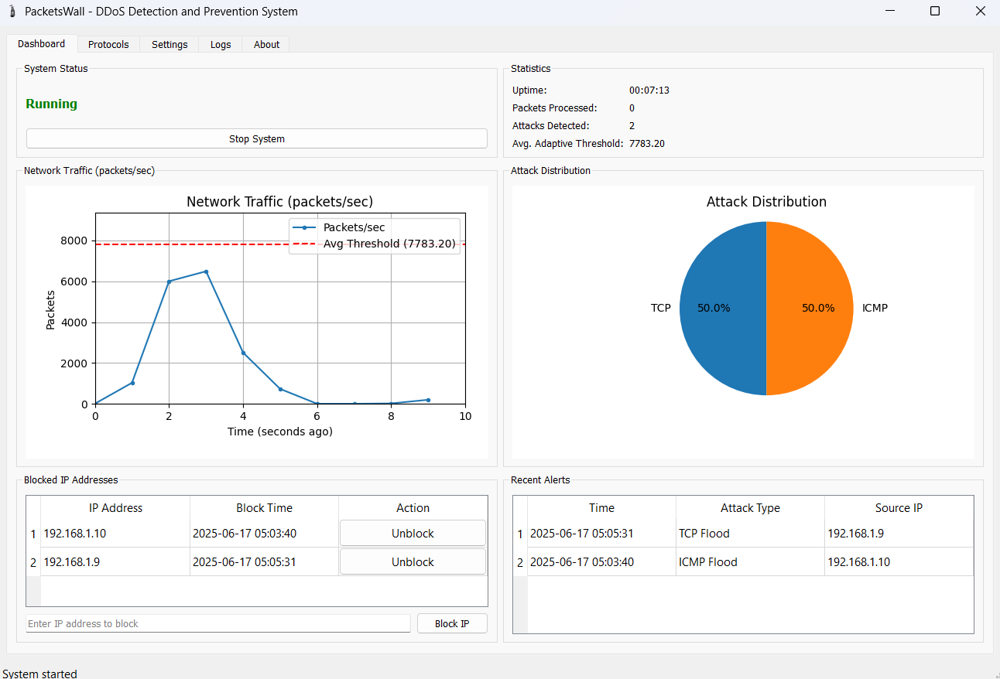 PacketsWall - DDoS Detection and Prevention System
Dashboard Protocols Settings Logs About
System Status
Running
Stop System
Statistics
Uptime: 00:07:13
Packets Processed: 0
Attacks Detected: 2
Avg. Adaptive Threshold: 7783.20
Network Traffic (packets/sec)
Network Traffic (packets/sec)
Packets/sec
Avg Threshold (7783.20)
Packets
8000
6000
4000
2000
0
0 2 4 6 8 10
Time (seconds ago)
Attack Distribution
Attack Distribution
TCP 50.0% 50.0% ICMP
Blocked IP Addresses
IP Address Block Time Action
1 192.168.1.10 2025-06-17 05:03:40 Unblock
2 192.168.1.9 2025-06-17 05:05:31 Unblock
Enter IP address to block Block IP
Recent Alerts
Time Attack Type Source IP
1 2025-06-17 05:05:31 TCP Flood 192.168.1.9
2 2025-06-17 05:03:40 ICMP Flood 192.168.1.10
System started